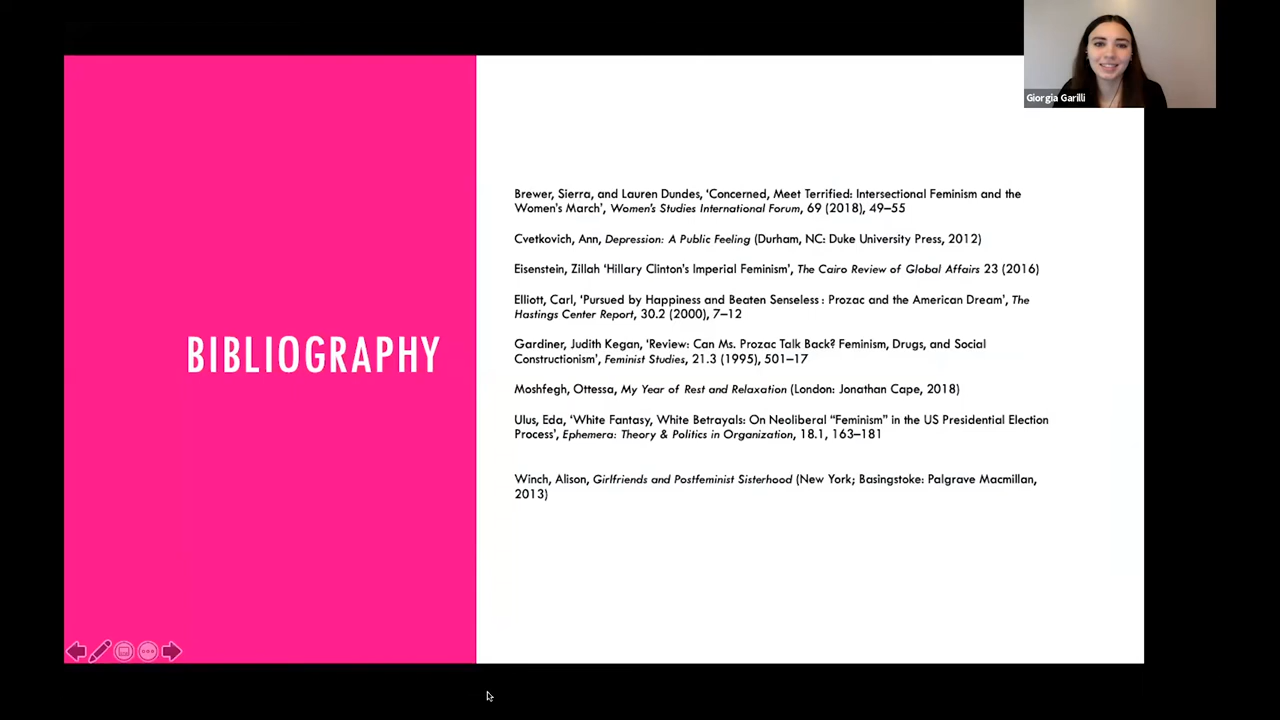 Giorgia Garilli
BIBLIOGRAPHY
Brewer, Sierra, and Lauren Dundes, ‘Concerned, Meet Terrified: Intersectional Feminism and the
Women's March’, Women’s Studies International Forum, 69 (2018), 49–55
Cvetkovich, Ann, Depression: A Public Feeling (Durham, NC: Duke University Press, 2012)
Eisenstein, Zillah ‘Hillary Clinton’s Imperial Feminism’, The Cairo Review of Global Affairs 23 (2016)
Elliott, Carl, ‘Pursued by Happiness and Beaten Senseless : Prozac and the American Dream’, The
Hastings Center Report, 30.2 (2000), 7–12
Gardiner, Judith Kegan, ‘Review: Can Ms. Prozac Talk Back? Feminism, Drugs, and Social
Constructionism’, Feminist Studies, 21.3 (1995), 501–17
Moshfegh, Ottessa, My Year of Rest and Relaxation (London: Jonathan Cape, 2018)
Ulus, Eda, ‘White Fantasy, White Betrayals: On Neoliberal “Feminism” in the US Presidential Election
Process’, Ephemera: Theory & Politics in Organization, 18.1, 163–181
Winch, Alison, Girlfriends and Postfeminist Sisterhood (New York; Basingstoke: Palgrave Macmillan,
2013)